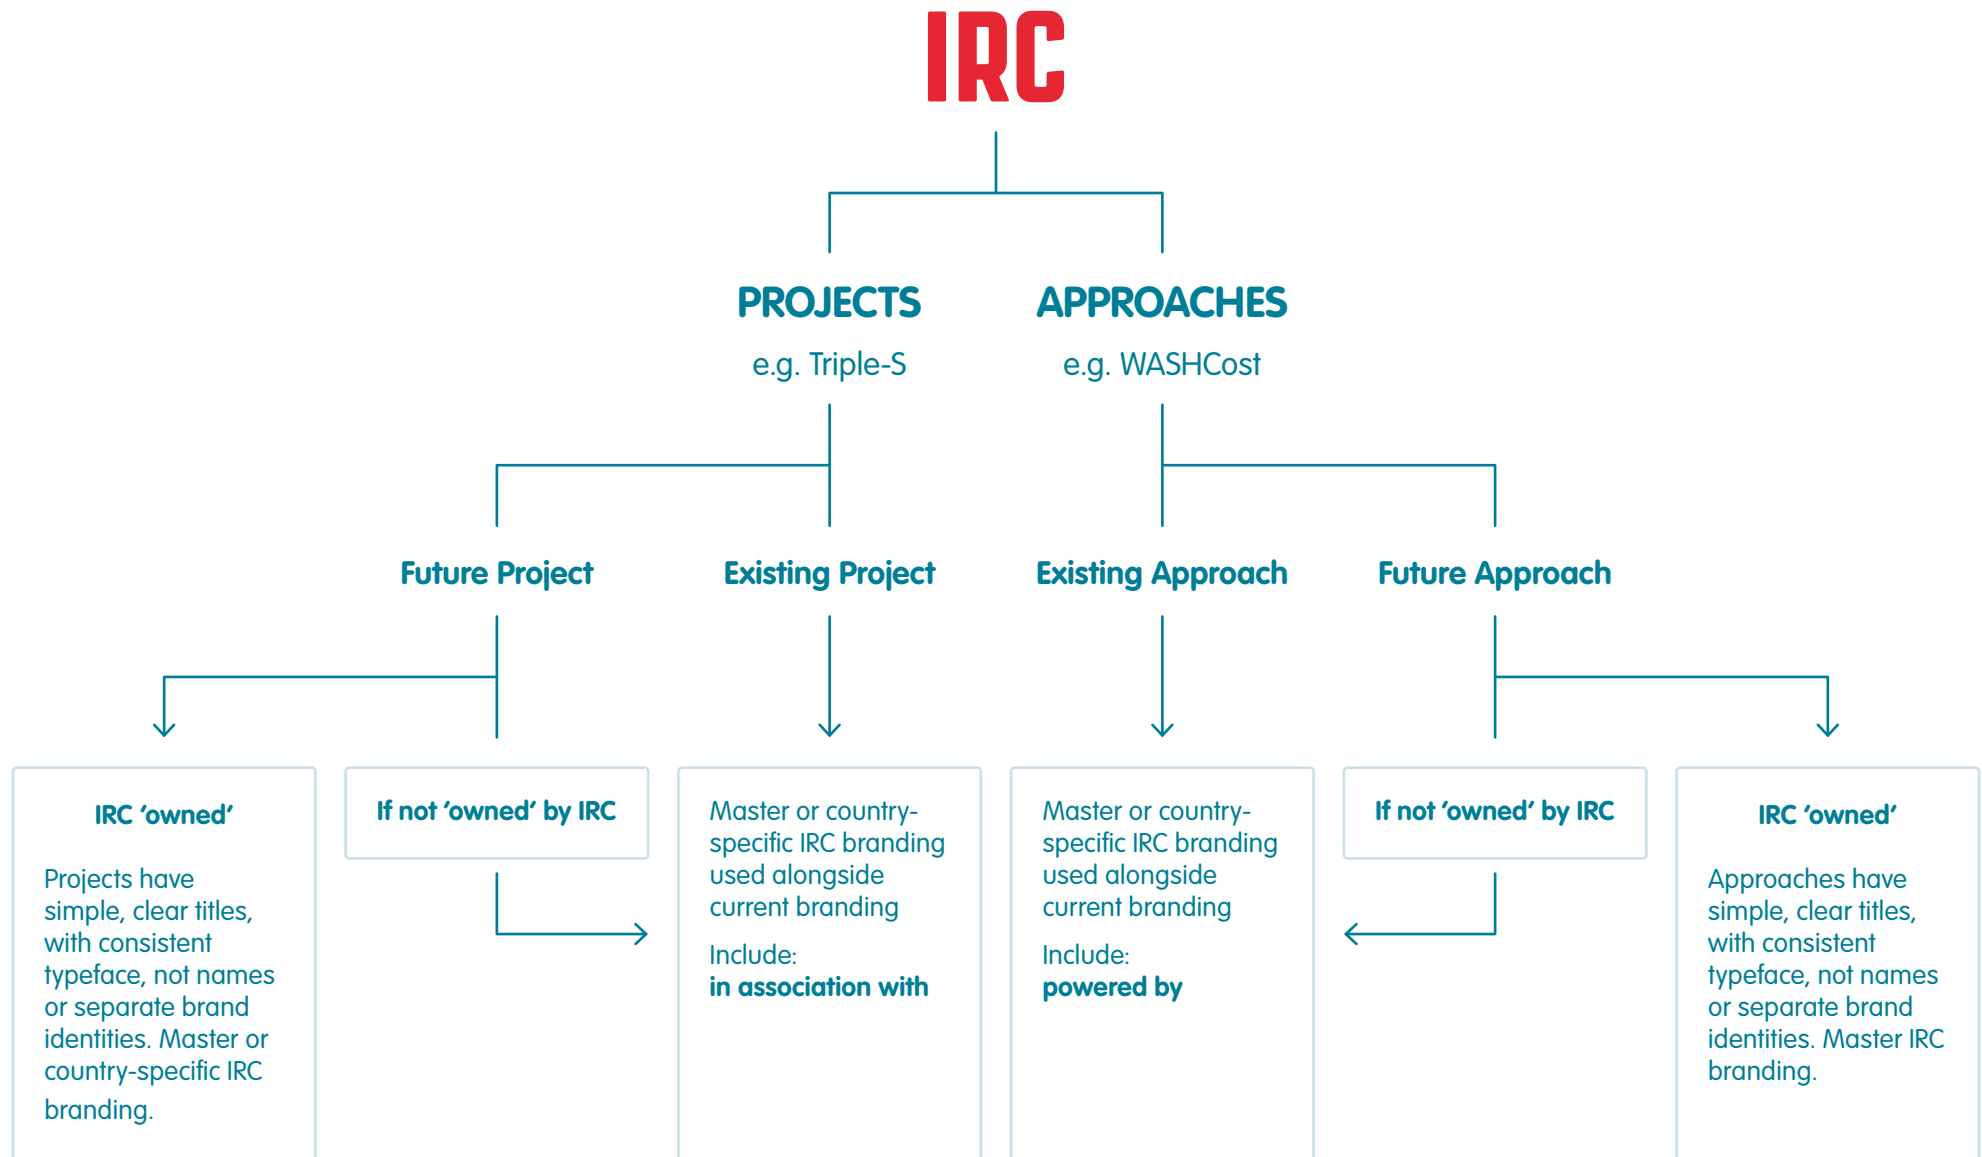 IRC
PROJECTS
e.g. Triple-S
APPROACHES
e.g. WASHCost
Future Project
Existing Project
Existing Approach
Future Approach
IRC ‘owned’
Projects have
simple, clear titles,
with consistent
typeface, not names
or separate brand
identities. Master or
country-specific IRC
branding.
If not ‘owned’ by IRC
Master or country-
specific IRC branding
used alongside
current branding
Include:
in association with
Master or country-
specific IRC branding
used alongside
current branding
Include:
powered by
If not ‘owned’ by IRC
IRC ‘owned’
Approaches have
simple, clear titles,
with consistent
typeface, not names
or separate brand
identities. Master IRC
branding.